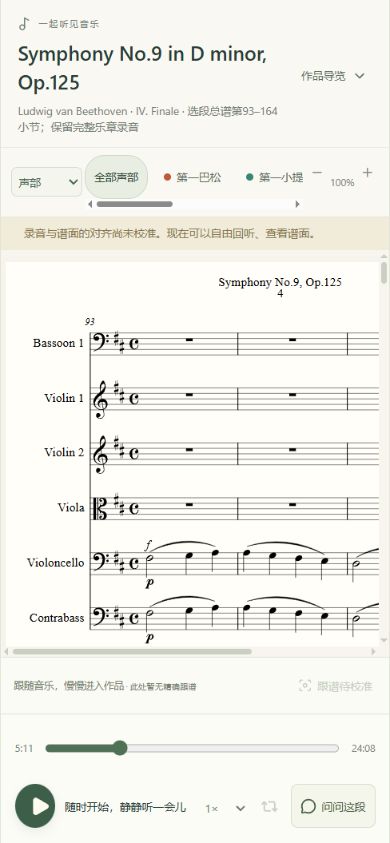 一起听见音乐
Symphony No.9 in D minor,
Op.125
作品导览
Ludwig van Beethoven · IV. Finale · 选段总谱第93–164
小节；保留完整乐章录音
声部
全部声部
第一巴松
第一小提
100%
录音与谱面的对齐尚未校准。现在可以自由回听、查看谱面。
Symphony No.9, Op.125
4
93
Bassoon 1
Violin 1
Violin 2
Viola
f
Violoncello
p
Contrabass
p
跟随音乐，慢慢进入作品 · 此处暂无精确跟谱
跟谱待校准
5:11
24:08
随时开始，静静听一会儿
1×
问问这段